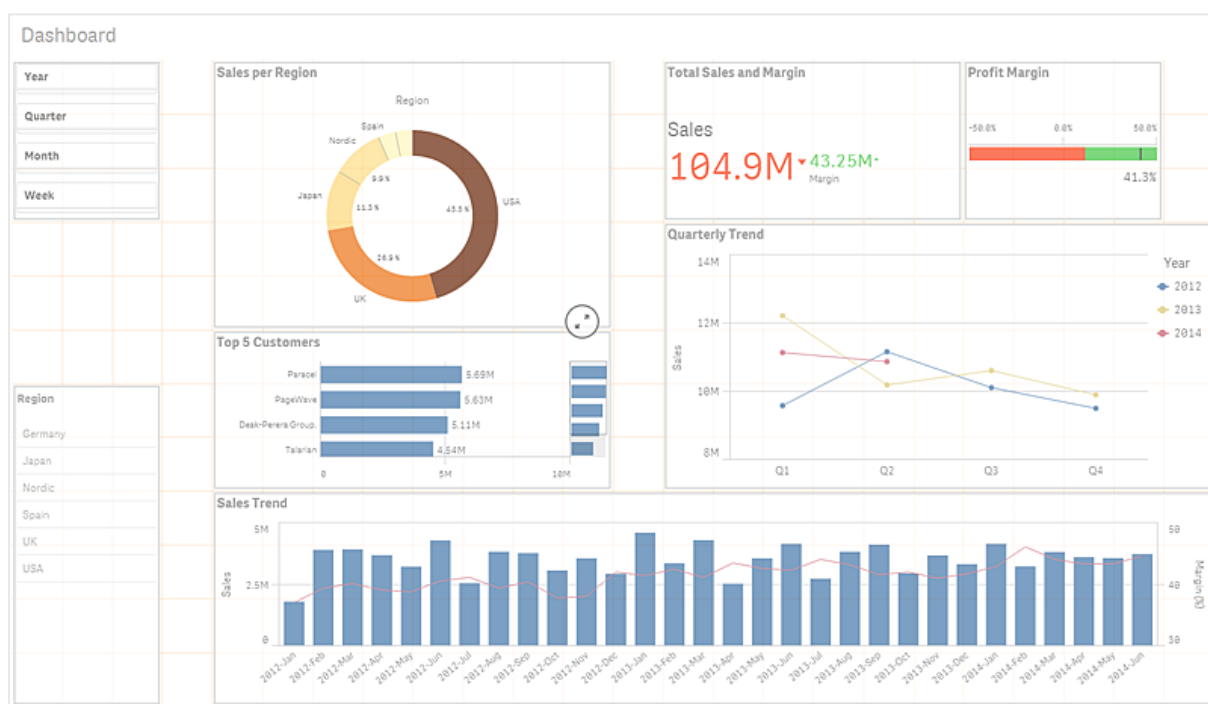 Dashboard
Year
Quarter
Month
Week
Region
Germany
Japan
Nordic
Spain
UK
USA
Sales per Region
Region
Spain
Nordic
Japan
UK
USA
9.9%
11.3%
26.9%
45.5%
Total Sales and Margin
Sales
104.9M
43.25M
Margin
Profit Margin
-50.0% 0.0% 50.0%
41.3%
Top 5 Customers
Paracel 5.69M
PageWave 5.63M
Deak-Perera Group. 5.11M
Talarian 4.54M
0 5M 10M
Quarterly Trend
14M
12M
10M
8M
Sales
Q1 Q2 Q3 Q4
Year
2012
2013
2014
Sales Trend
5M
2.5M
0
Sales
50
40
30
Margin (%)
2012-Jan 2012-Feb 2012-Mar 2012-Apr 2012-May 2012-Jun 2012-Jul 2012-Aug 2012-Sep 2012-Oct 2012-Nov 2012-Dec 2013-Jan 2013-Feb 2013-Mar 2013-Apr 2013-May 2013-Jun 2013-Jul 2013-Aug 2013-Sep 2013-Oct 2013-Nov 2013-Dec 2014-Jan 2014-Feb 2014-Mar 2014-Apr 2014-May 2014-Jun